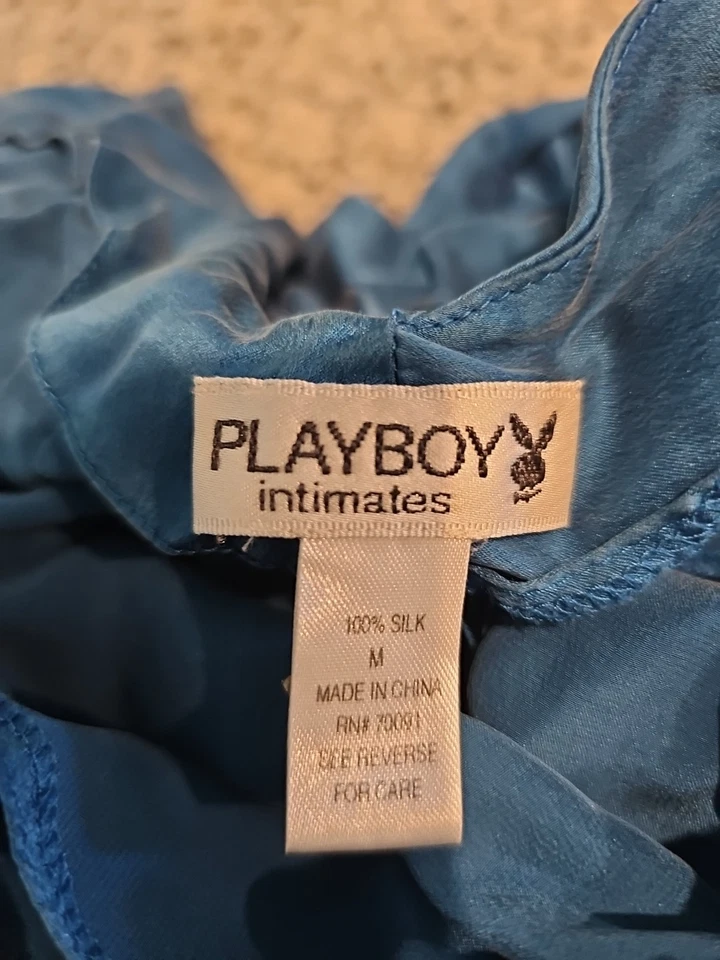 PLAYBOY
intimates
100% SILK
M
MADE IN CHINA
RN# 70091
SEE REVERSE
FOR CARE